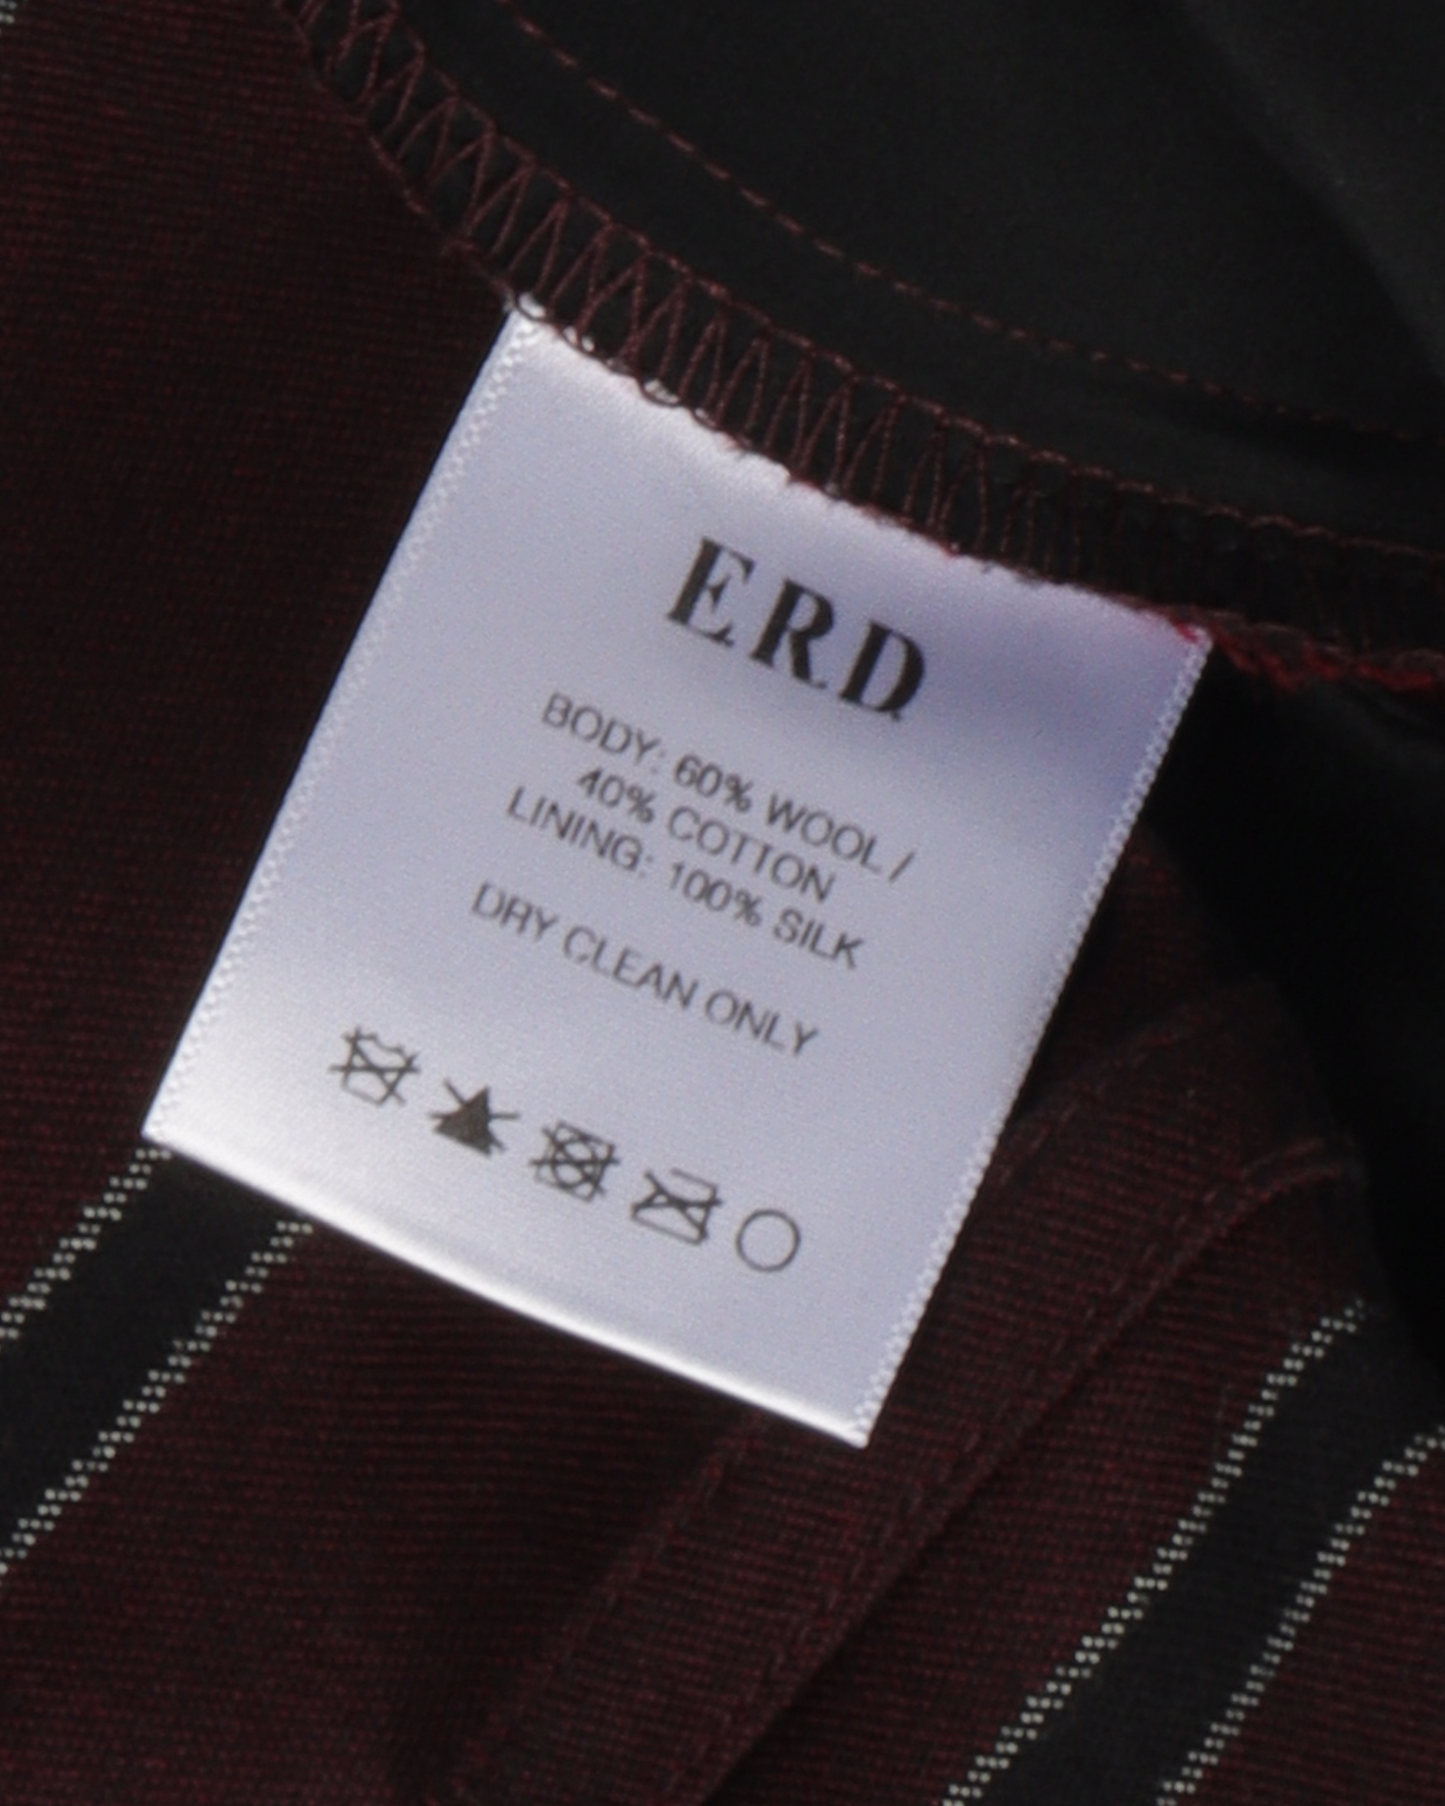 ERD
BODY: 60% WOOL /
40% COTTON
LINING: 100% SILK
DRY CLEAN ONLY